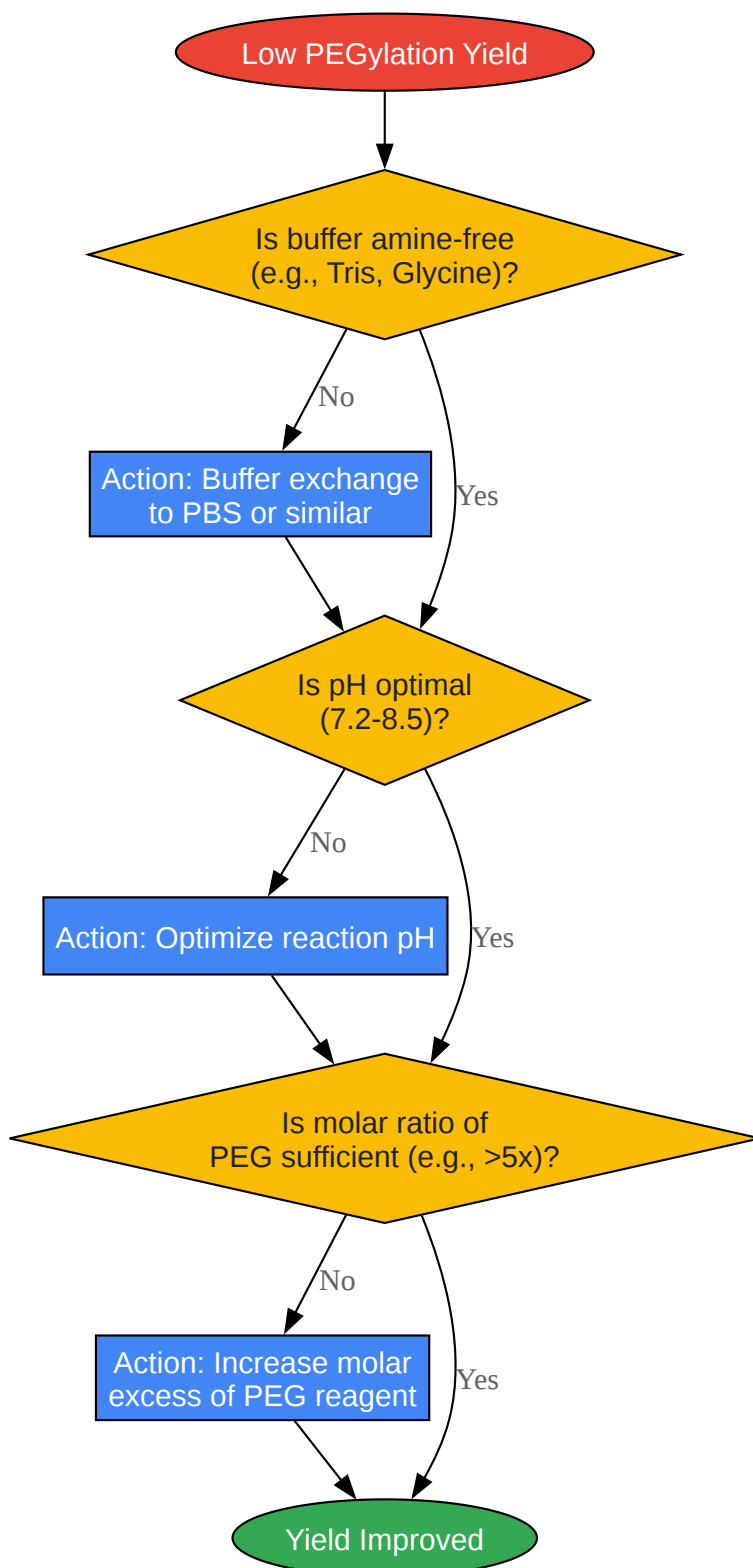 Low PEGylation Yield
Is buffer amine-free
(e.g., Tris, Glycine)?
No
Action: Buffer exchange
to PBS or similar
Yes
Is pH optimal
(7.2-8.5)?
No
Action: Optimize reaction pH
Yes
Is molar ratio of
PEG sufficient (e.g., >5x)?
No
Action: Increase molar
excess of PEG reagent
Yes
Yield Improved